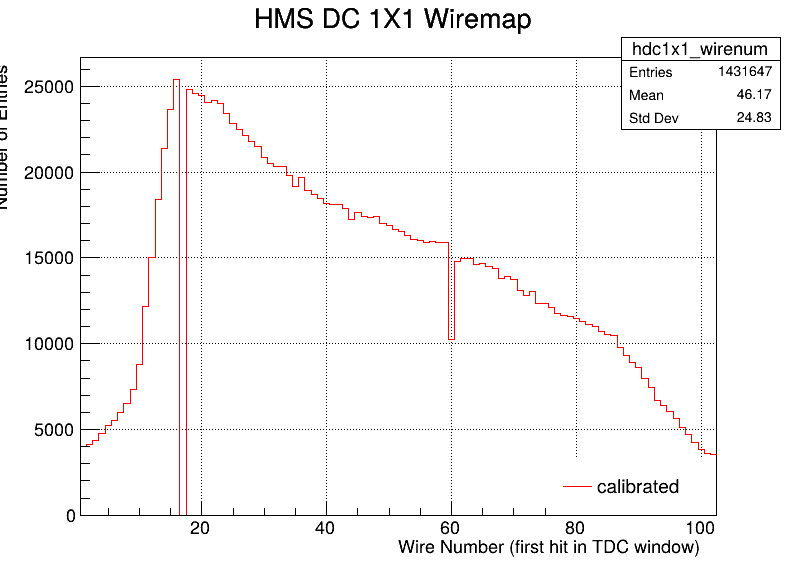 HMS DC 1X1 Wiremap
hdc1x1_wirenum
Entries 1431647
Mean 46.17
Std Dev 24.83
Number of Entries
25000
20000
15000
10000
5000
0
20 40 60 80 100
Wire Number (first hit in TDC window)
calibrated